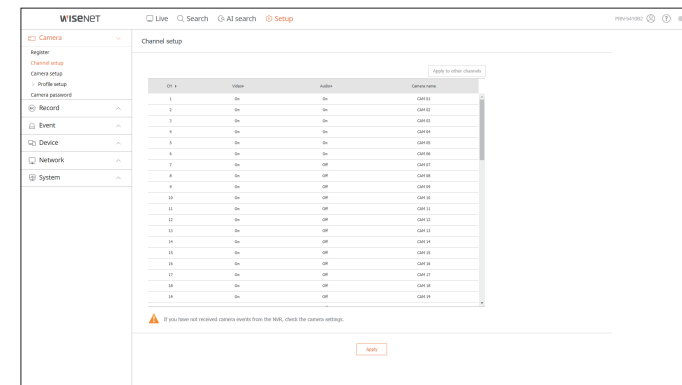 WISENET Live Search AI search Setup
Camera
Channel setup
Register
Channel setup
Camera setup
Profile setup
Camera password
Record
Event
Device
Network
System
Apply to other channels
CH Video Audio Camera name
1 On On CAM 01
2 On On CAM 02
3 On On CAM 03
4 On On CAM 04
5 On On CAM 05
6 On On CAM 06
7 On Off CAM 07
8 On Off CAM 08
9 On Off CAM 09
10 On Off CAM 10
11 On Off CAM 11
12 On Off CAM 12
13 On Off CAM 13
14 On Off CAM 14
15 On Off CAM 15
16 On Off CAM 16
17 On Off CAM 17
18 On Off CAM 18
19 On Off CAM 19
If you have not received camera events from the NVR, check the camera settings.
Apply